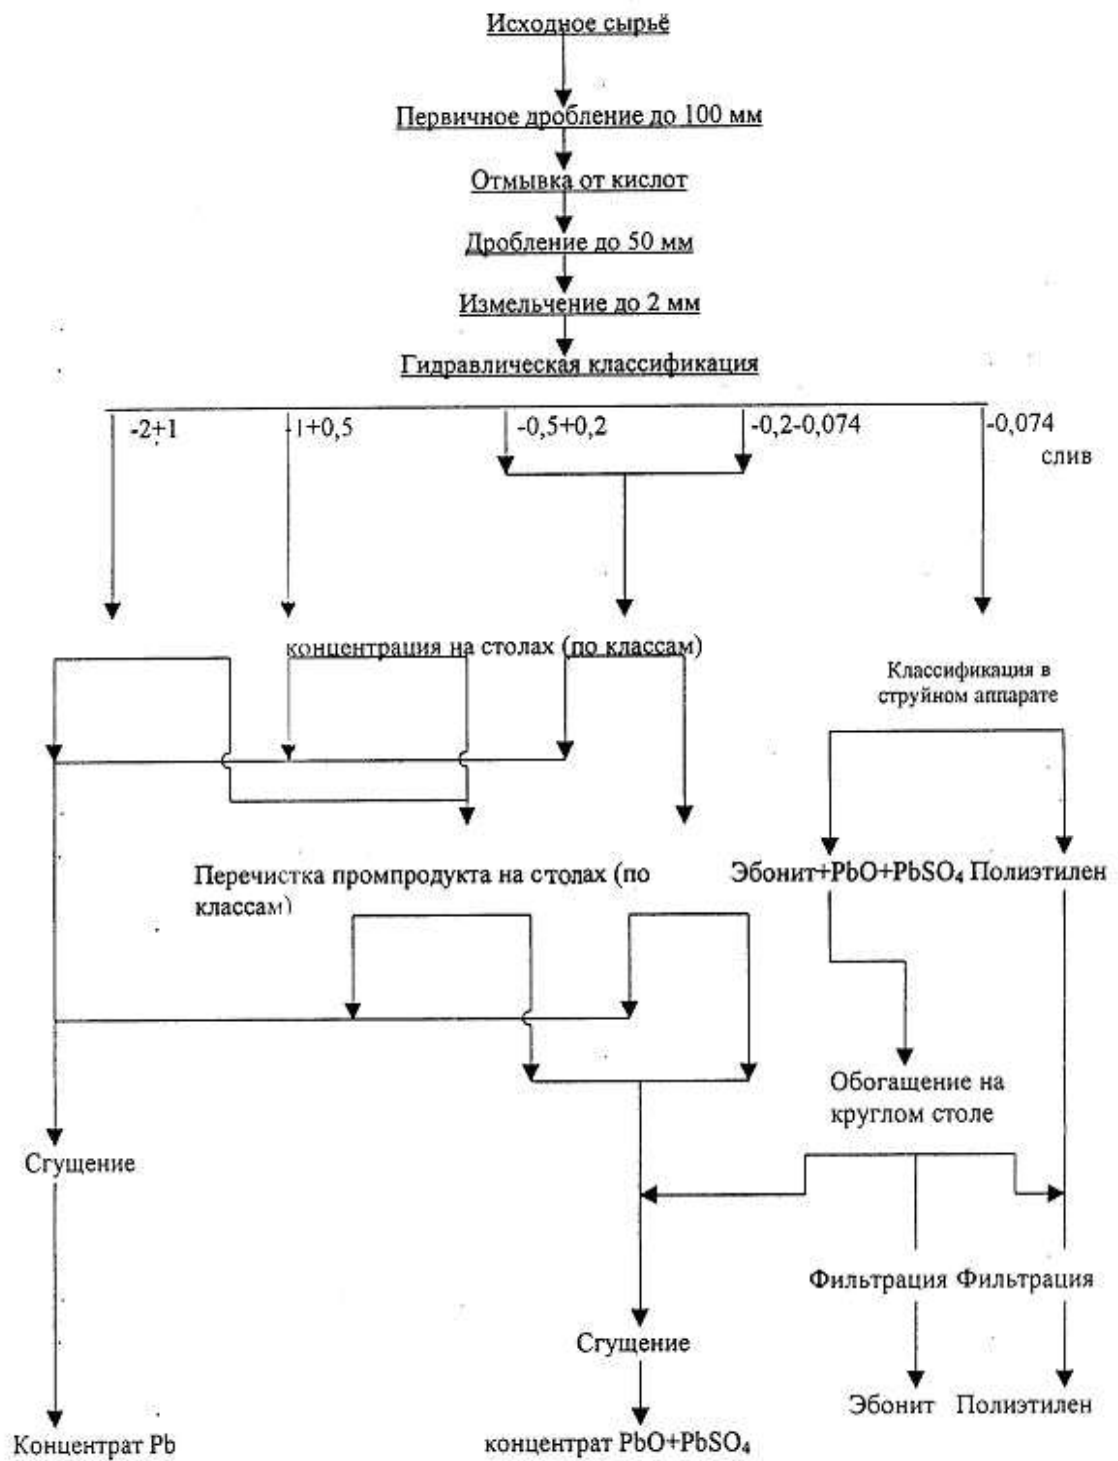 Исходное сырьё
Первичное дробление до 100 мм
Отмывка от кислот
Дробление до 50 мм
Измельчение до 2 мм
Гидравлическая классификация
-2+1
-1+0,5
-0,5+0,2
-0,2-0,074
-0,074
слив
концентрация на столах (по классам)
Классификация в
струйном аппарате
Перечистка промпродукта на столах (по
классам)
Эбонит+PbO+PbSO₄ Полиэтилен
Обогащение на
круглом столе
Сгущение
Фильтрация Фильтрация
Сгущение
Эбонит Полиэтилен
Концентрат Pb
концентрат PbO+PbSO₄